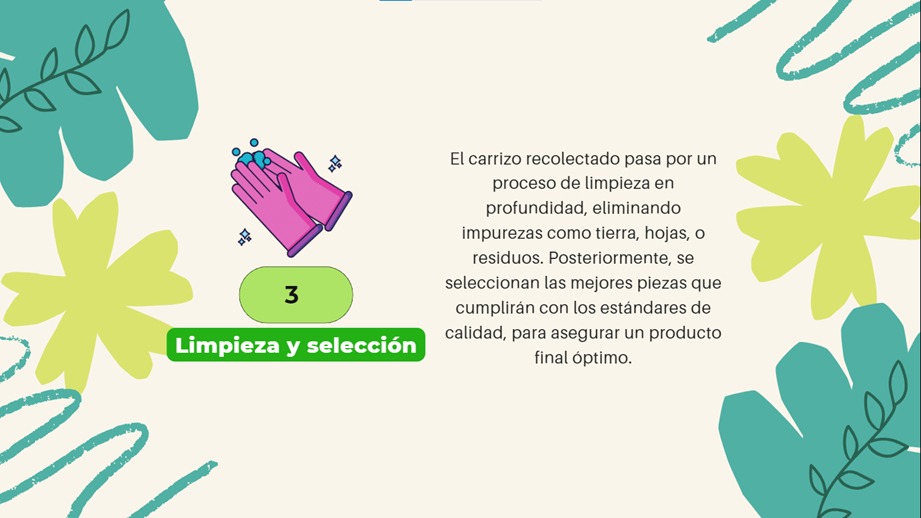 3
Limpieza y selección
El carrizo recolectado pasa por un
proceso de limpieza en
profundidad, eliminando
impurezas como tierra, hojas, o
residuos. Posteriormente, se
seleccionan las mejores piezas que
cumplirán con los estándares de
calidad, para asegurar un producto
final óptimo.